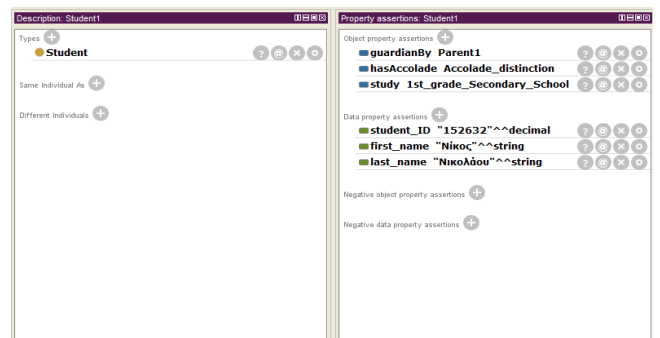 Description: Student1
Types
Student
Same Individual As
Different Individuals
Property assertions: Student1
Object property assertions
guardianBy Parent1
hasAccolade Accolade_distinction
study 1st_grade_Secondary_School
Data property assertions
student_ID "152632"^^decimal
first_name "Νίκος"^^string
last_name "Νικολάου"^^string
Negative object property assertions
Negative data property assertions